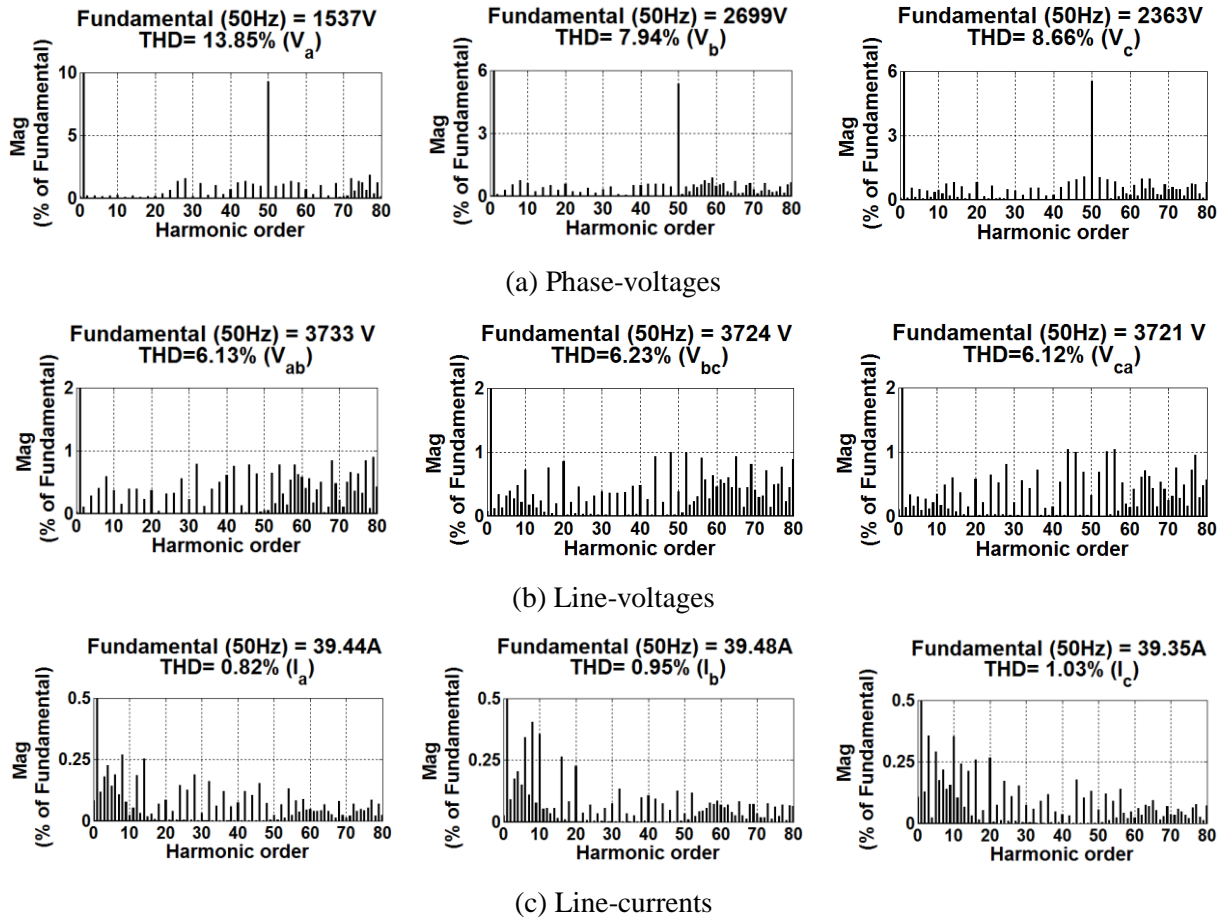 Fundamental (50Hz) = 1537V
THD= 13.85% (Va)
Mag
(% of Fundamental)
10
5
0
0 10 20 30 40 50 60 70 80
Harmonic order
Fundamental (50Hz) = 2699V
THD= 7.94% (Vb)
Mag
(% of Fundamental)
6
3
0
0 10 20 30 40 50 60 70 80
Harmonic order
Fundamental (50Hz) = 2363V
THD= 8.66% (Vc)
Mag
(% of Fundamental)
6
3
0
0 10 20 30 40 50 60 70 80
Harmonic order
(a) Phase-voltages
Fundamental (50Hz) = 3733 V
THD=6.13% (Vab)
Mag
(% of Fundamental)
2
1
0
0 10 20 30 40 50 60 70 80
Harmonic order
Fundamental (50Hz) = 3724 V
THD=6.23% (Vbc)
Mag
(% of Fundamental)
2
1
0
0 10 20 30 40 50 60 70 80
Harmonic order
Fundamental (50Hz) = 3721 V
THD=6.12% (Vca)
Mag
(% of Fundamental)
2
1
0
0 10 20 30 40 50 60 70 80
Harmonic order
(b) Line-voltages
Fundamental (50Hz) = 39.44A
THD= 0.82% (Ia)
Mag
(% of Fundamental)
0.5
0.25
0
0 10 20 30 40 50 60 70 80
Harmonic order
Fundamental (50Hz) = 39.48A
THD= 0.95% (Ib)
Mag
(% of Fundamental)
0.5
0.25
0
0 10 20 30 40 50 60 70 80
Harmonic order
Fundamental (50Hz) = 39.35A
THD= 1.03% (Ic)
Mag
(% of Fundamental)
0.5
0.25
0
0 10 20 30 40 50 60 70 80
Harmonic order
(c) Line-currents